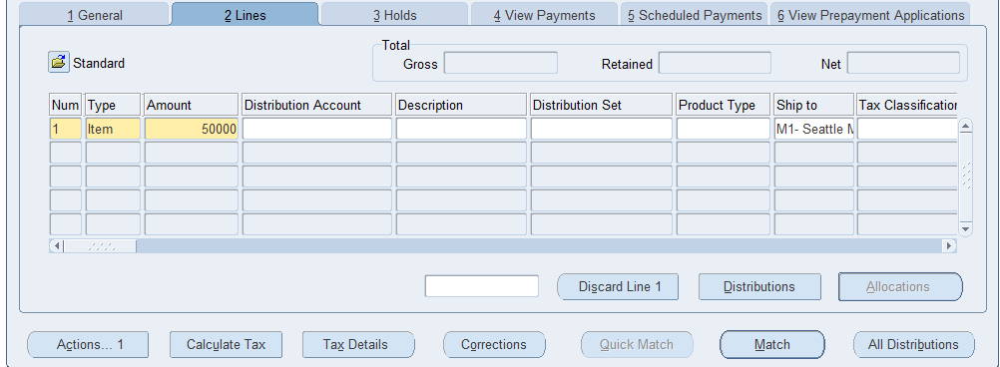 1 General 2 Lines 3 Holds 4 View Payments 5 Scheduled Payments 6 View Prepayment Applications
Total
Standard Gross Retained Net
Num Type Amount Distribution Account Description Distribution Set Product Type Ship to Tax Classification
1 Item 50000 M1- Seattle M
Discard Line 1 Distributions Allocations
Actions... 1 Calculate Tax Tax Details Corrections Quick Match Match All Distributions